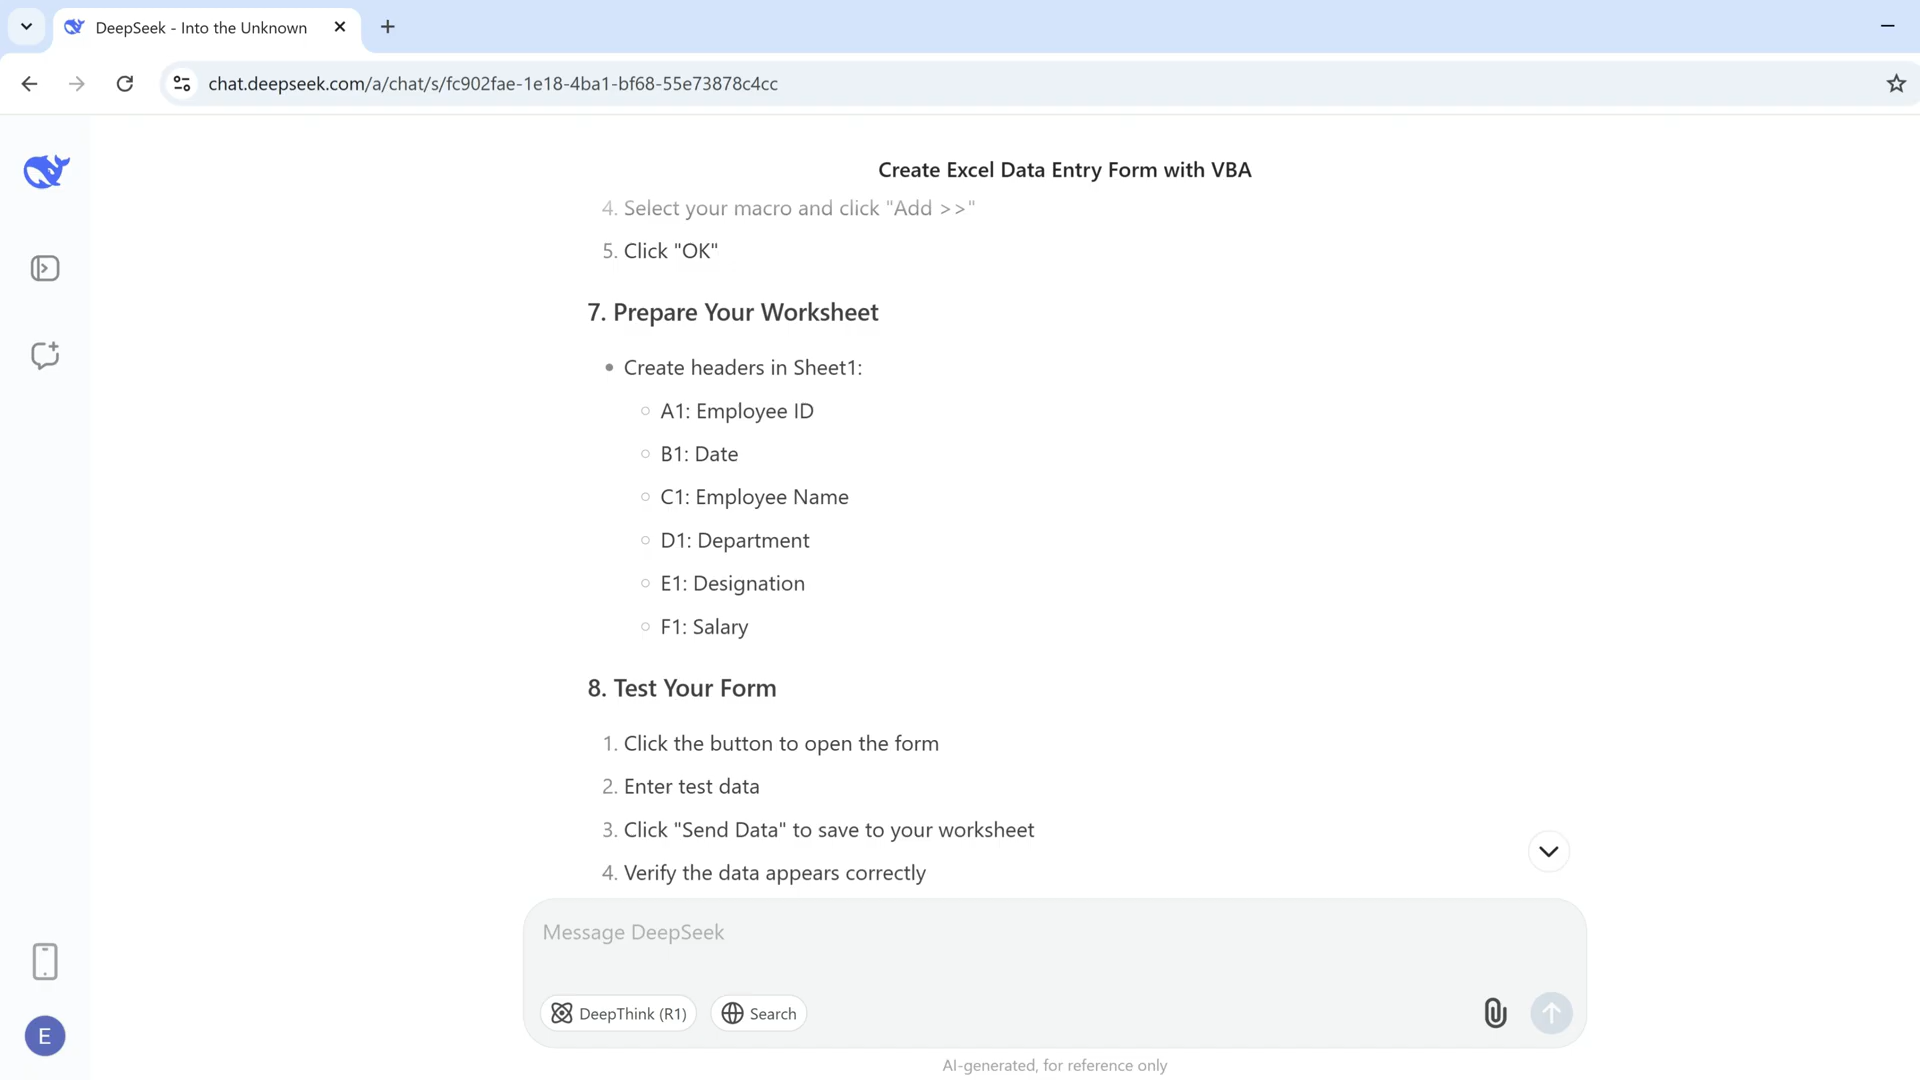 DeepSeek - Into the Unknown
chat.deepseek.com/a/chat/s/fc902fae-1e18-4ba1-bf68-55e73878c4cc
Create Excel Data Entry Form with VBA
4. Select your macro and click "Add >>"
5. Click "OK"
7. Prepare Your Worksheet
Create headers in Sheet1:
A1: Employee ID
B1: Date
C1: Employee Name
D1: Department
E1: Designation
F1: Salary
8. Test Your Form
1. Click the button to open the form
2. Enter test data
3. Click "Send Data" to save to your worksheet
4. Verify the data appears correctly
Message DeepSeek
DeepThink (R1)
Search
E
AI-generated, for reference only